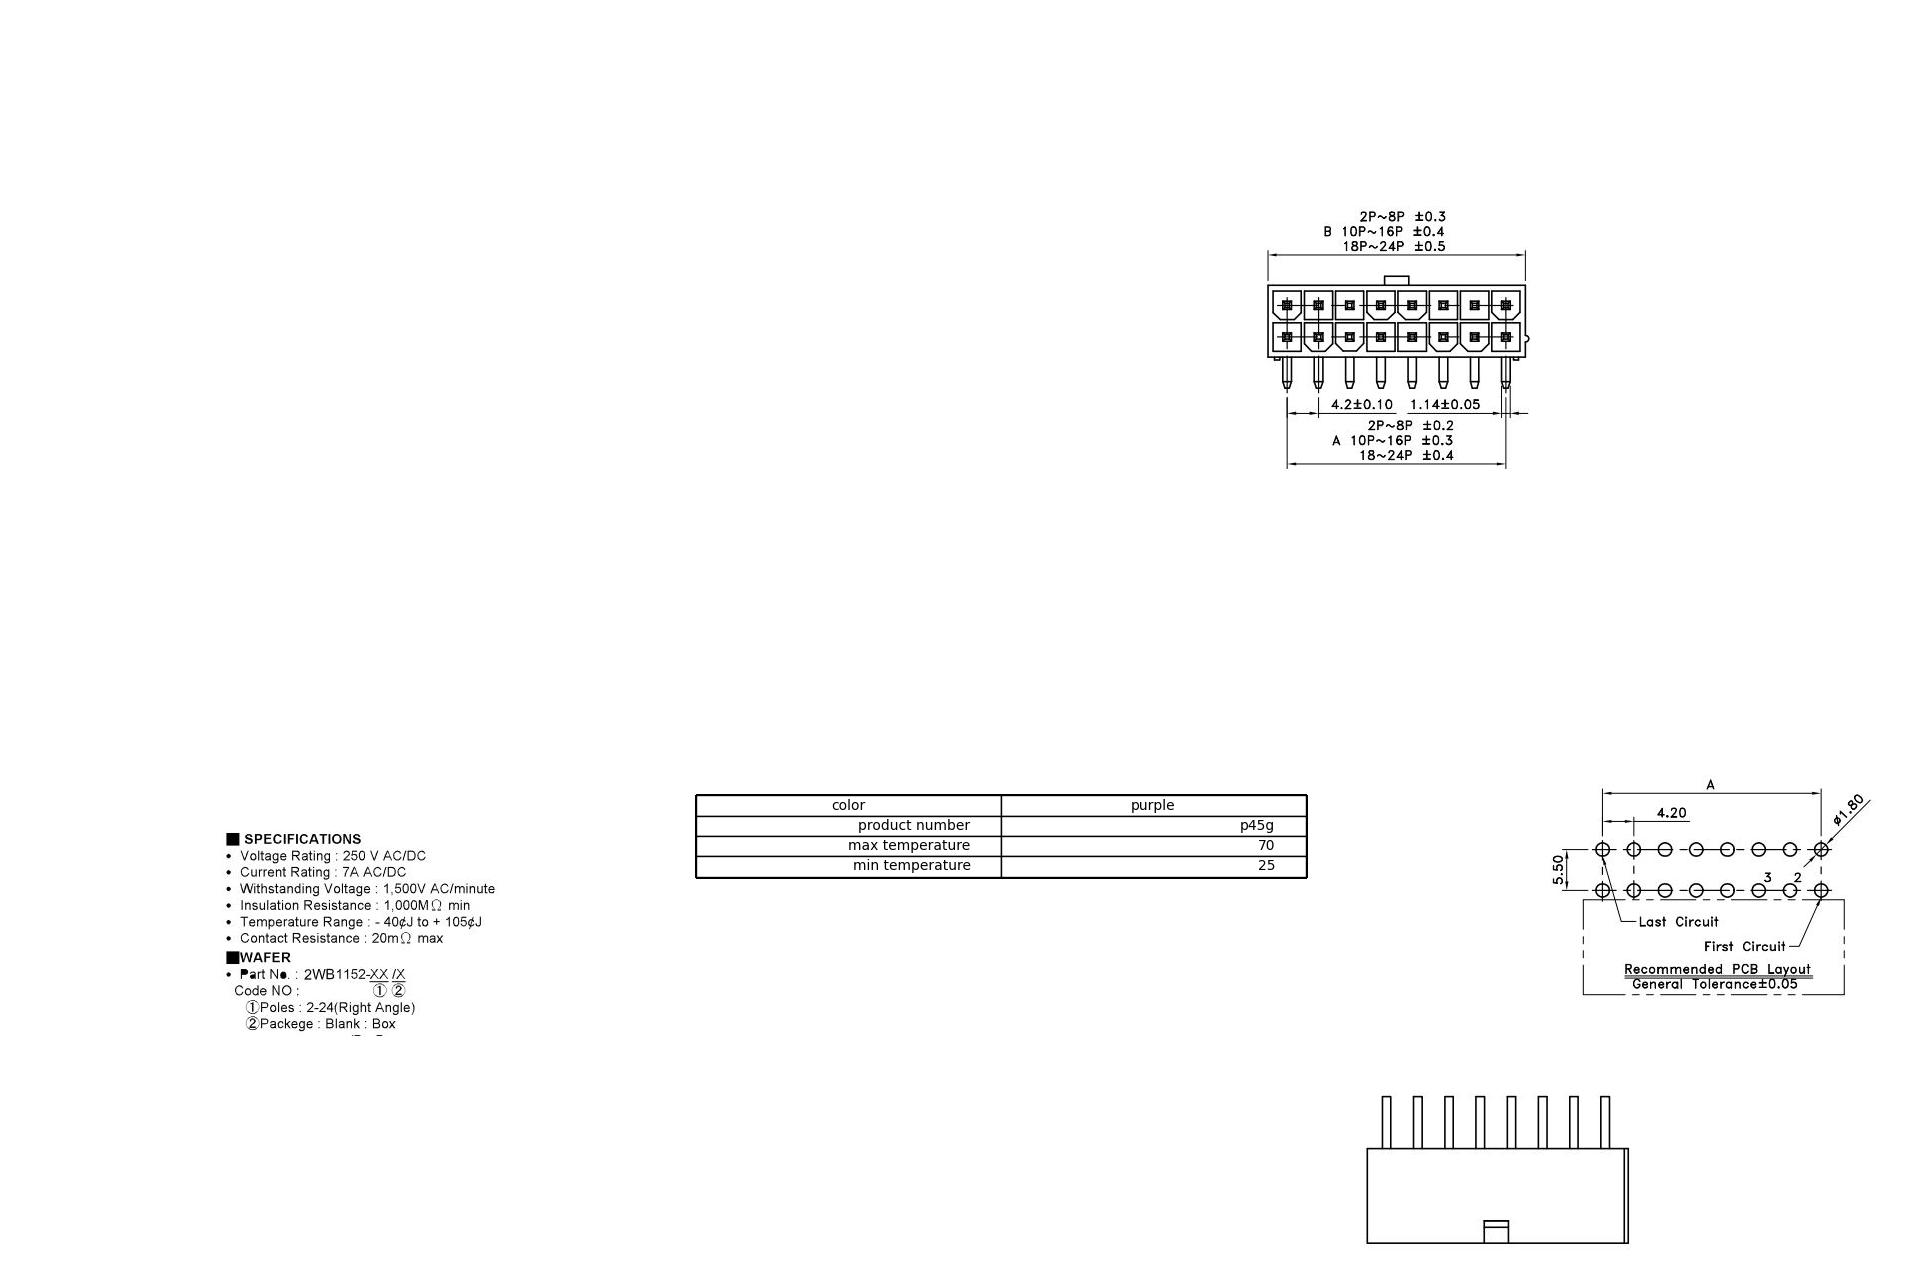 2P~8P ±0.3
B 10P~16P ±0.4
18P~24P ±0.5
4.2±0.10 1.14±0.05
2P~8P ±0.2
A 10P~16P ±0.3
18~24P ±0.4
color purple
product number p45g
max temperature 70
min temperature 25
■ SPECIFICATIONS
• Voltage Rating : 250 V AC/DC
• Current Rating : 7A AC/DC
• Withstanding Voltage : 1,500V AC/minute
• Insulation Resistance : 1,000MΩ min
• Temperature Range : - 40¢J to + 105¢J
• Contact Resistance : 20mΩ max
■WAFER
• Part No. : 2WB1152-XX /X
Code NO : ① ②
①Poles : 2-24(Right Angle)
②Packege : Blank : Box
A
4.20
ø1.80
5.50
3 2
Last Circuit
First Circuit
Recommended PCB Layout
General Tolerance±0.05